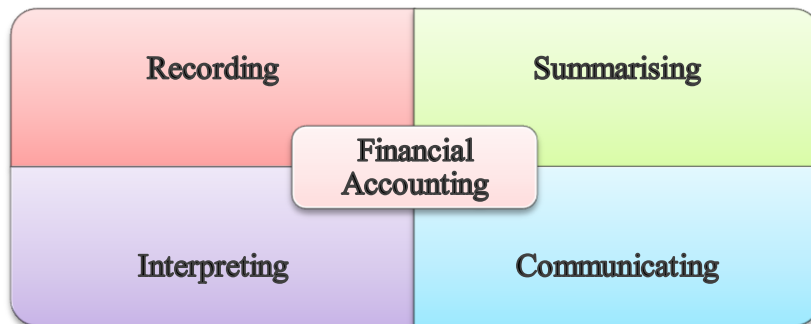 Recording
Summarising
Financial
Accounting
Interpreting
Communicating